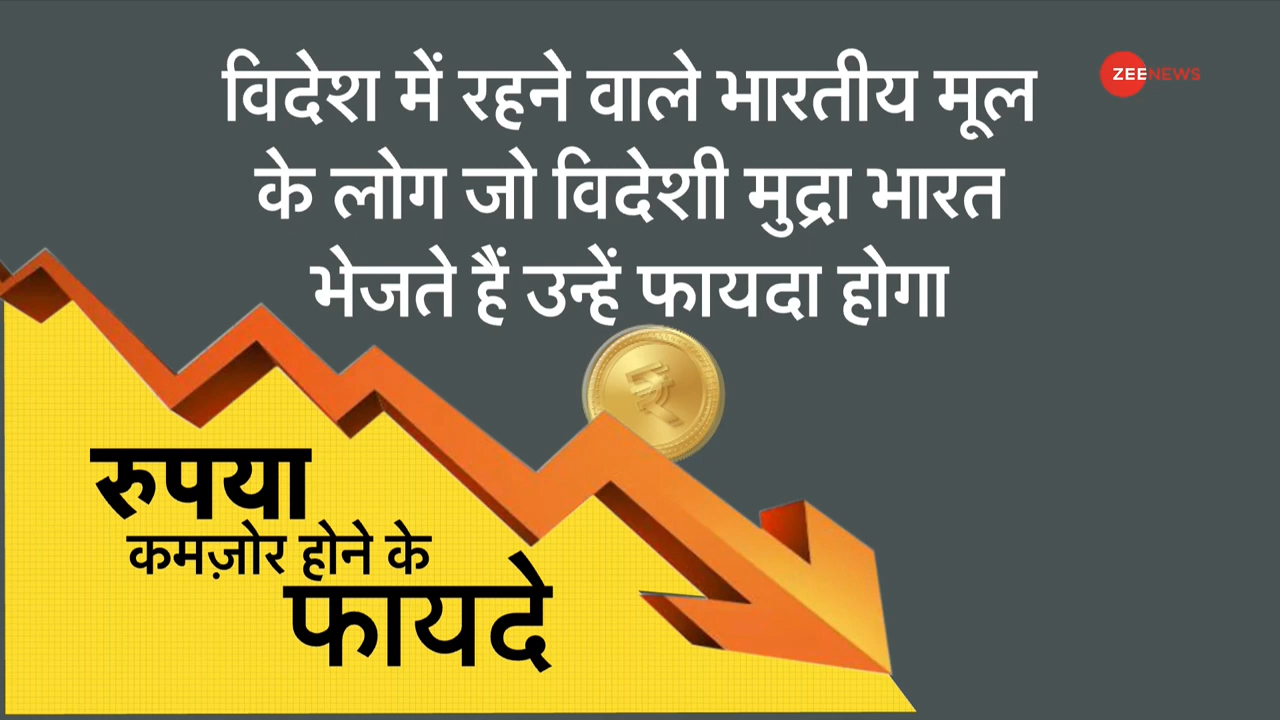 विदेश में रहने वाले भारतीय मूल
के लोग जो विदेशी मुद्रा भारत
भेजते हैं उन्हें फायदा होगा
ZEENEWS
₹
रुपया
कमज़ोर होने के
फायदे